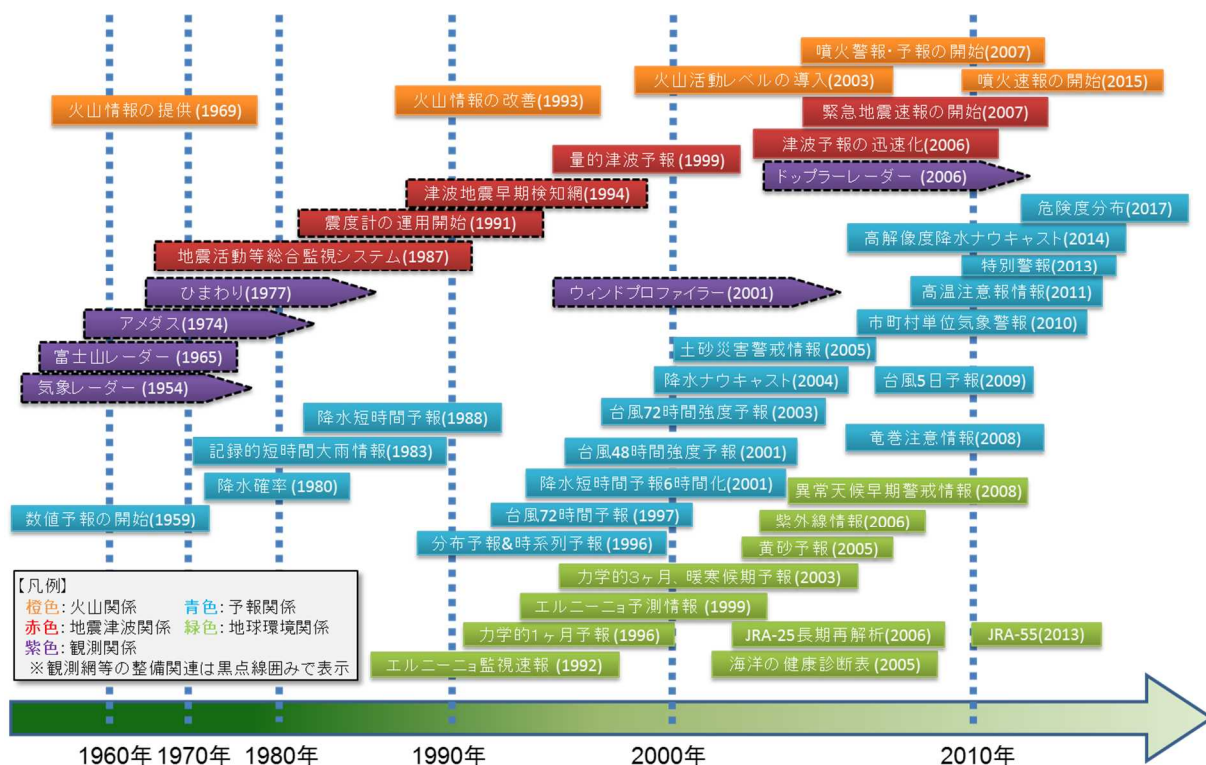 噴火警報・予報の開始(2007)
火山活動レベルの導入(2003)
噴火速報の開始(2015)
火山情報の提供(1969)
火山情報の改善(1993)
緊急地震速報の開始(2007)
津波予報の迅速化(2006)
量的津波予報(1999)
ドップラーレーダー(2006)
津波地震早期検知網(1994)
危険度分布(2017)
震度計の運用開始(1991)
高解像度降水ナウキャスト(2014)
地震活動等総合監視システム(1987)
特別警報(2013)
ひまわり(1977)
ウィンドプロファイラー(2001)
高温注意報情報(2011)
アメダス(1974)
市町村単位気象警報(2010)
富士山レーダー(1965)
土砂災害警戒情報(2005)
気象レーダー(1954)
降水ナウキャスト(2004)
台風5日予報(2009)
降水短時間予報(1988)
台風72時間強度予報(2003)
竜巻注意情報(2008)
記録的短時間大雨情報(1983)
台風48時間強度予報(2001)
降水確率(1980)
降水短時間予報6時間化(2001)
異常天候早期警戒情報(2008)
数値予報の開始(1959)
台風72時間予報(1997)
紫外線情報(2006)
分布予報&時系列予報(1996)
黄砂予報(2005)
力学的3ヶ月、暖寒候期予報(2003)
エルニーニョ予測情報(1999)
力学的1ヶ月予報(1996)
JRA-25長期再解析(2006)
JRA-55(2013)
エルニーニョ監視速報(1992)
海洋の健康診断表(2005)
【凡例】
橙色:火山関係 青色:予報関係
赤色:地震津波関係 緑色:地球環境関係
紫色:観測関係
※観測網等の整備関連は黒点線囲みで表示
1960年 1970年 1980年 1990年 2000年 2010年